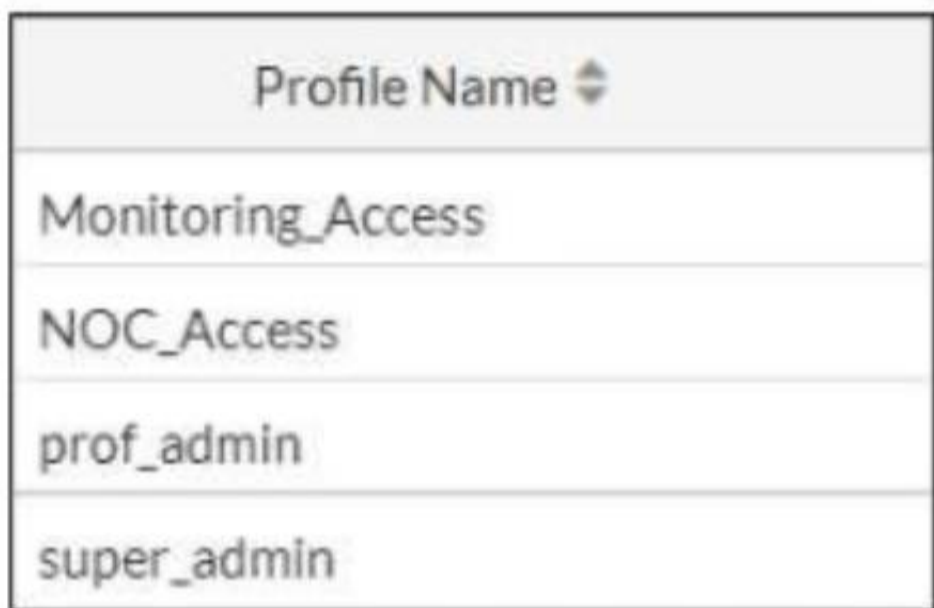 Profile Name
Monitoring_Access
NOC_Access
prof_admin
super_admin